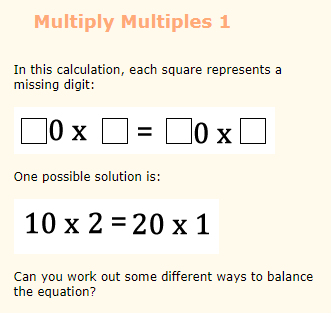 Multiply Multiples 1
In this calculation, each square represents a
missing digit:
□0 x □ = □0 x □
One possible solution is:
10 x 2 = 20 x 1
Can you work out some different ways to balance
the equation?